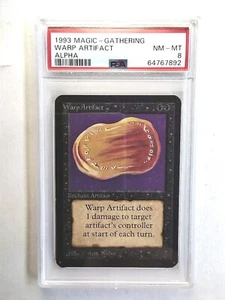 1993 MAGIC - GATHERING
WARP ARTIFACT
NM - MT
ALPHA
8
PSA
64767892
Warp Artifact
Enchant Artifact
Warp Artifact does
1 damage to target
artifact's controller
at start of each turn.